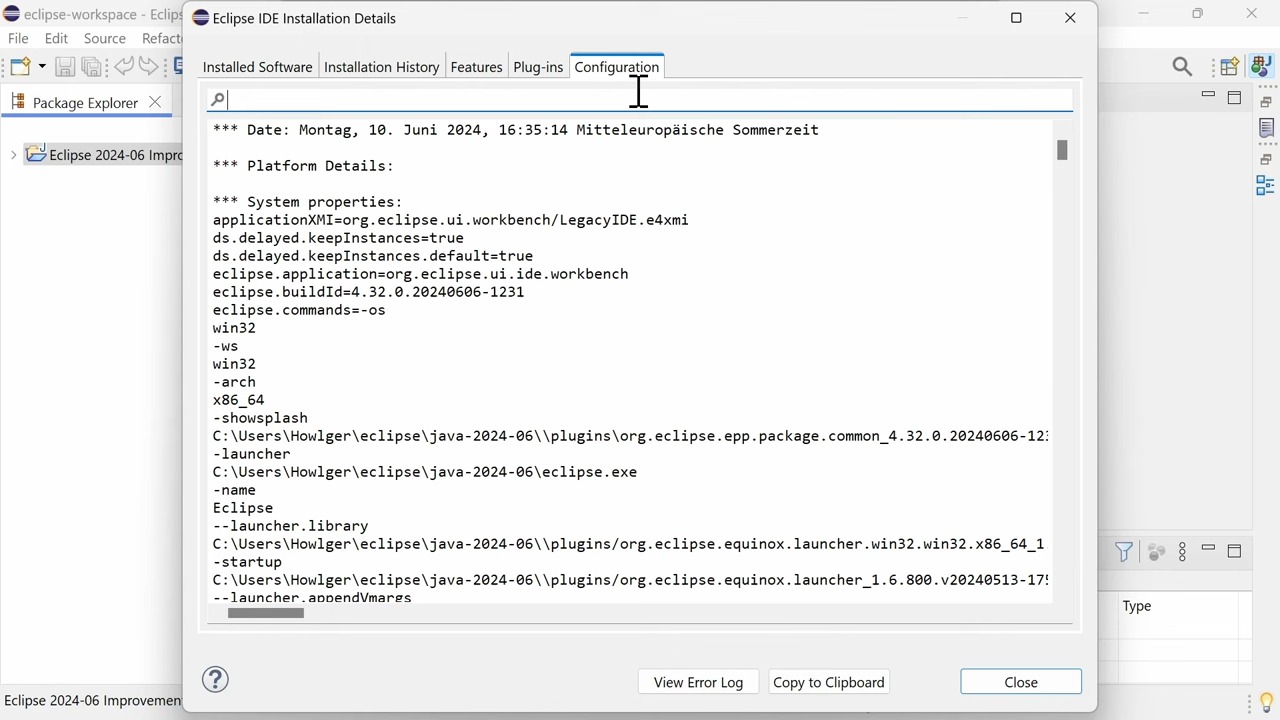 eclipse-workspace - Eclips
Eclipse IDE Installation Details
File Edit Source Refact
Installed Software Installation History Features Plug-ins Configuration
Package Explorer
Eclipse 2024-06 Impro
*** Date: Montag, 10. Juni 2024, 16:35:14 Mitteleuropäische Sommerzeit
*** Platform Details:
*** System properties:
applicationXMI=org.eclipse.ui.workbench/LegacyIDE.e4xmi
ds.delayed.keepInstances=true
ds.delayed.keepInstances.default=true
eclipse.application=org.eclipse.ui.ide.workbench
eclipse.buildId=4.32.0.20240606-1231
eclipse.commands=-os
win32
-ws
win32
-arch
x86_64
-showsplash
C:\Users\Howlger\eclipse\java-2024-06\\plugins\org.eclipse.epp.package.common_4.32.0.20240606-123
-launcher
C:\Users\Howlger\eclipse\java-2024-06\eclipse.exe
-name
Eclipse
--launcher.library
C:\Users\Howlger\eclipse\java-2024-06\\plugins/org.eclipse.equinox.launcher.win32.win32.x86_64_1
-startup
C:\Users\Howlger\eclipse\java-2024-06\\plugins/org.eclipse.equinox.launcher_1.6.800.v20240513-175
--launcher.appendVmargs
Type
View Error Log Copy to Clipboard Close
Eclipse 2024-06 Improvemen